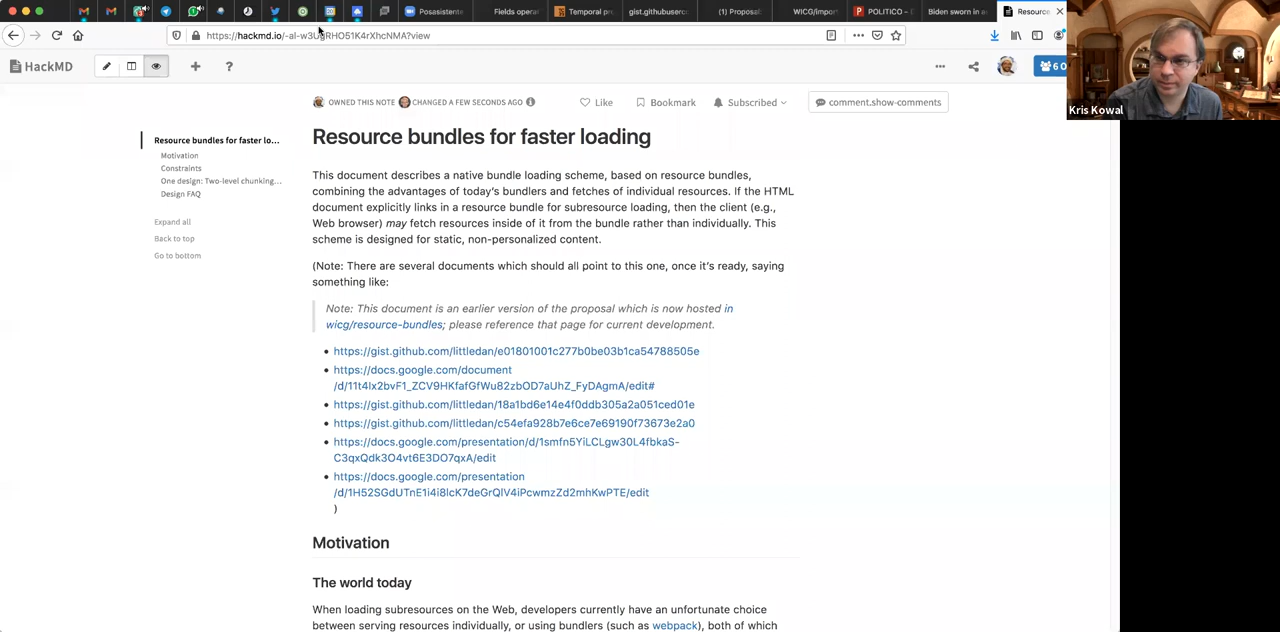 Posasistente
Fields opera
Temporal pro
gist.githubuserc
(1) Proposa
WICG/impor
POLITICO –
Biden sworn in a
Resourc
https://hackmd.io/-al-w3UgRHO51K4rXhcNMA?view
HackMD
6 O
Kris Kowal
OWNED THIS NOTE CHANGED A FEW SECONDS AGO
Like
Bookmark
Subscribed
comment.show-comments
Resource bundles for faster lo...
Motivation
Constraints
One design: Two-level chunking...
Design FAQ
Expand all
Back to top
Go to bottom
Resource bundles for faster loading
This document describes a native bundle loading scheme, based on resource bundles,
combining the advantages of today's bundlers and fetches of individual resources. If the HTML
document explicitly links in a resource bundle for subresource loading, then the client (e.g.,
Web browser) may fetch resources inside of it from the bundle rather than individually. This
scheme is designed for static, non-personalized content.
(Note: There are several documents which should all point to this one, once it's ready, saying
something like:
Note: This document is an earlier version of the proposal which is now hosted in
wicg/resource-bundles; please reference that page for current development.
https://gist.github.com/littledan/e01801001c277b0be03b1ca54788505e
https://docs.google.com/document
/d/11t4Ix2bvF1_ZCV9HKfafGfWu82zbOD7aUhZ_FyDAgmA/edit#
https://gist.github.com/littledan/18a1bd6e14e4f0ddb305a2a051ced01e
https://gist.github.com/littledan/c54efa928b7e6ce7e69190f73673e2a0
https://docs.google.com/presentation/d/1smfn5YiLCLgw30L4fbkaS-
C3qxQdk3O4vt6E3DO7qxA/edit
https://docs.google.com/presentation
/d/1H52SGdUTnE1i4i8lcK7deGrQlV4iPcwmzZd2mhKwPTE/edit
)
Motivation
The world today
When loading subresources on the Web, developers currently have an unfortunate choice
between serving resources individually, or using bundlers (such as webpack), both of which